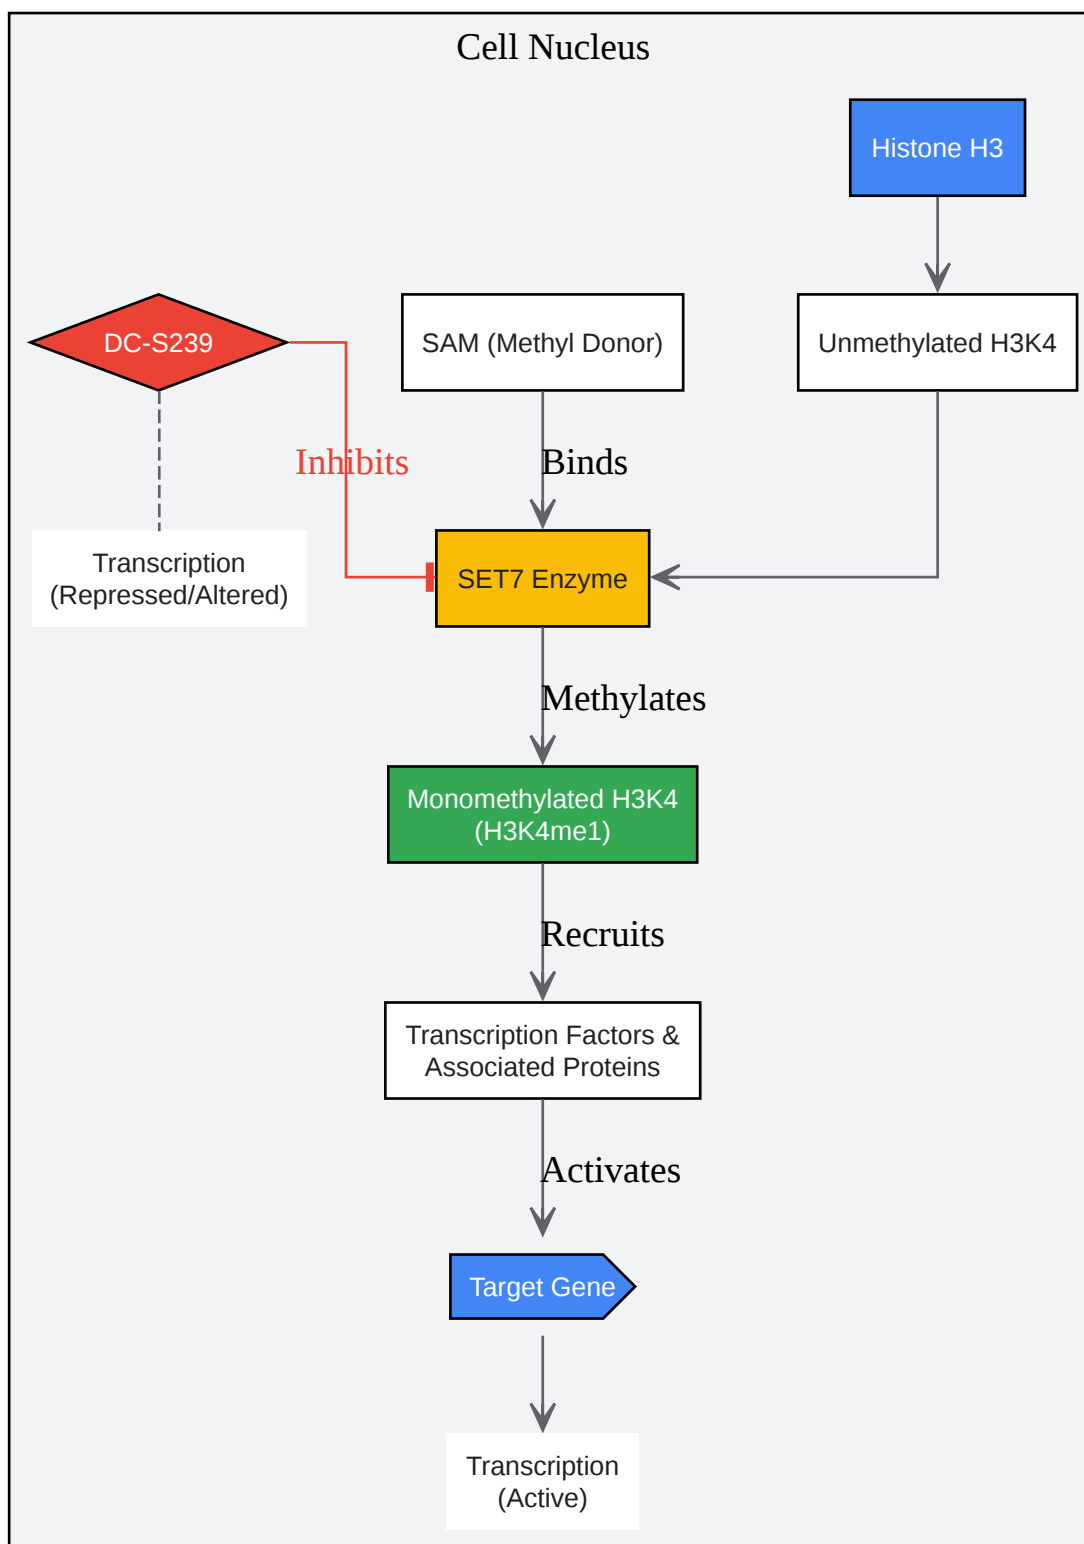 Cell Nucleus
Histone H3
DC-S239
SAM (Methyl Donor)
Unmethylated H3K4
Inhibits
Binds
Transcription
(Repressed/Altered)
SET7 Enzyme
Methylates
Monomethylated H3K4
(H3K4me1)
Recruits
Transcription Factors &
Associated Proteins
Activates
Target Gene
Transcription
(Active)